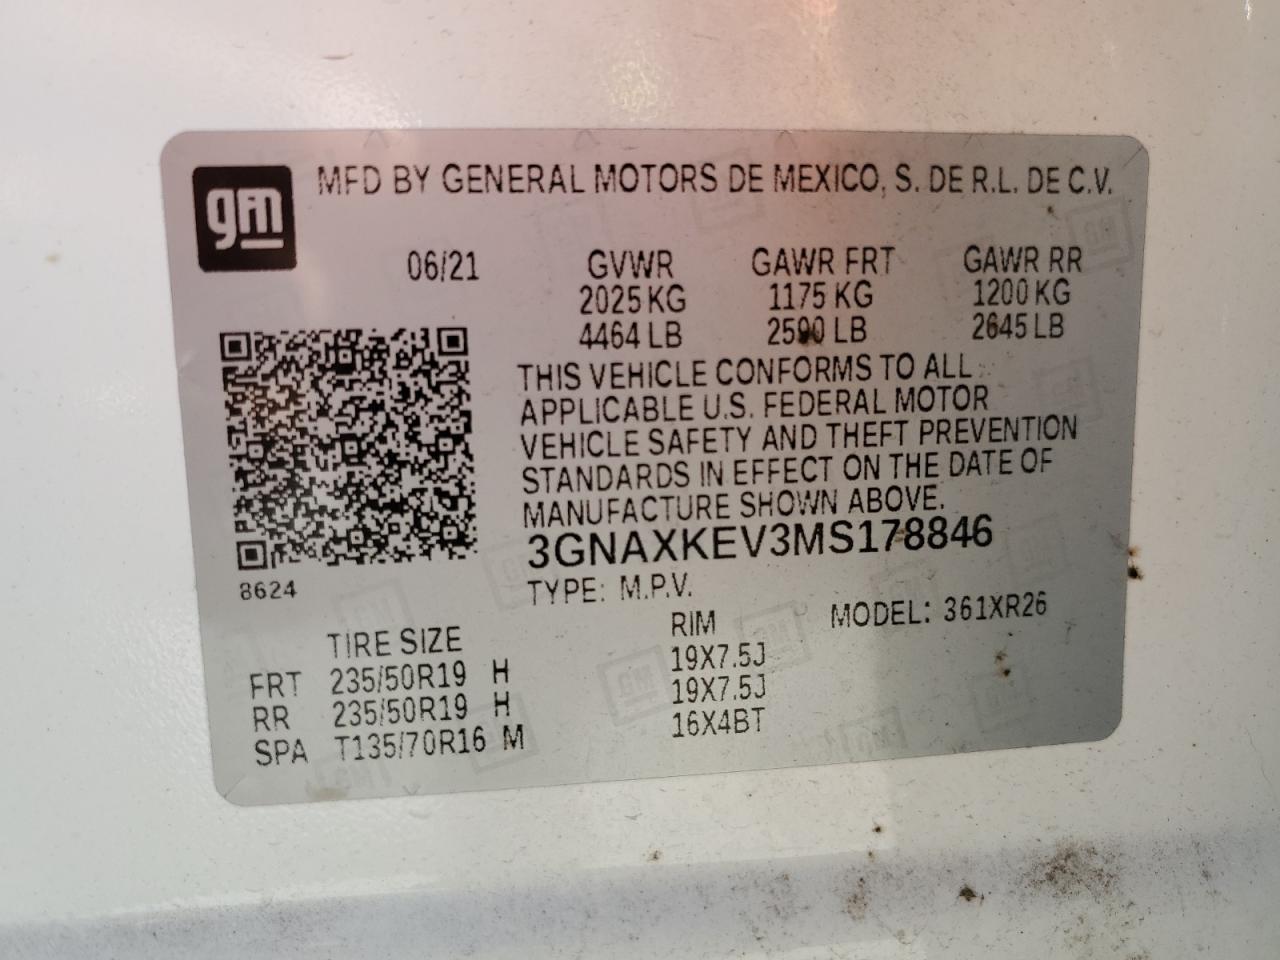 gm
MFD BY GENERAL MOTORS DE MEXICO, S. DE R.L. DE C.V.
06/21 GVWR GAWR FRT GAWR RR
2025 KG 1175 KG 1200 KG
4464 LB 2590 LB 2645 LB
THIS VEHICLE CONFORMS TO ALL
APPLICABLE U.S. FEDERAL MOTOR
VEHICLE SAFETY AND THEFT PREVENTION
STANDARDS IN EFFECT ON THE DATE OF
MANUFACTURE SHOWN ABOVE.
3GNAXKEV3MS178846
8624
TYPE: M.P.V.
MODEL: 361XR26
TIRE SIZE RIM
FRT 235/50R19 H 19X7.5J
RR 235/50R19 H 19X7.5J
SPA T135/70R16 M 16X4BT